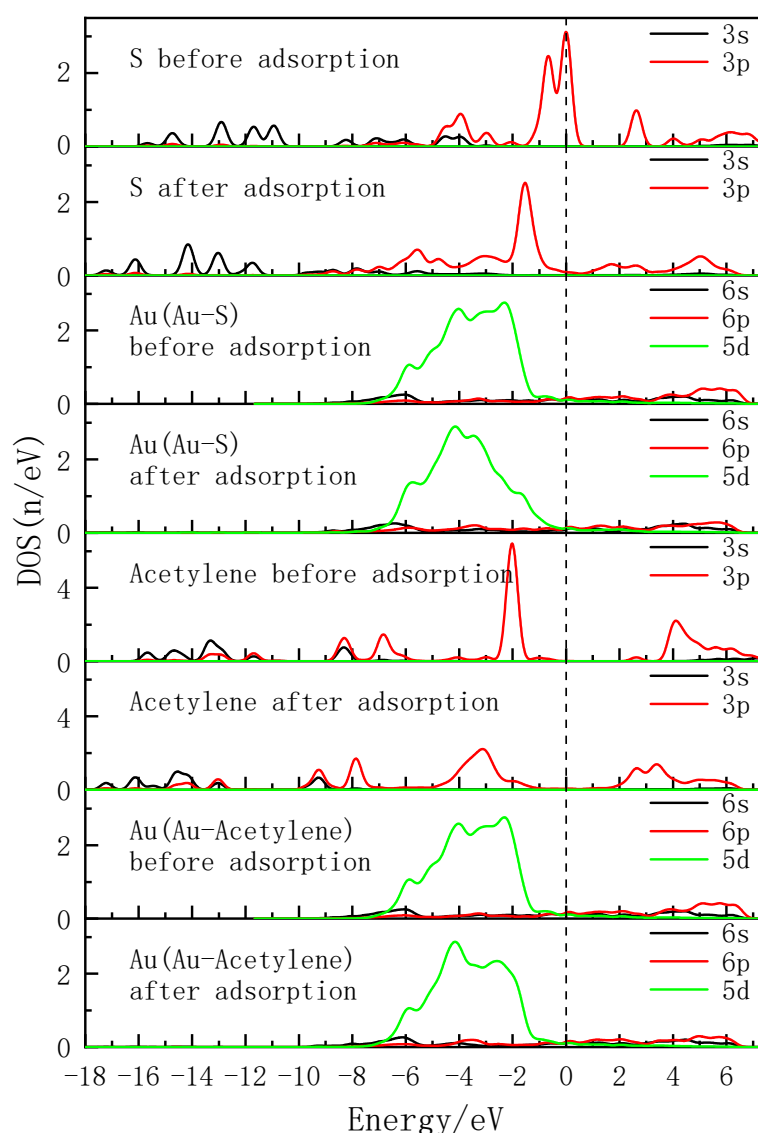 S before adsorption
3s
3p
2
0
S after adsorption
3s
3p
2
0
Au(Au-S)
before adsorption
6s
6p
5d
2
0
Au(Au-S)
after adsorption
6s
6p
5d
2
0
Acetylene before adsorption
3s
3p
4
0
Acetylene after adsorption
3s
3p
4
0
Au(Au-Acetylene)
before adsorption
6s
6p
5d
2
0
Au(Au-Acetylene)
after adsorption
6s
6p
5d
2
0
DOS(n/eV)
-18 -16 -14 -12 -10 -8 -6 -4 -2 0 2 4 6
Energy/eV